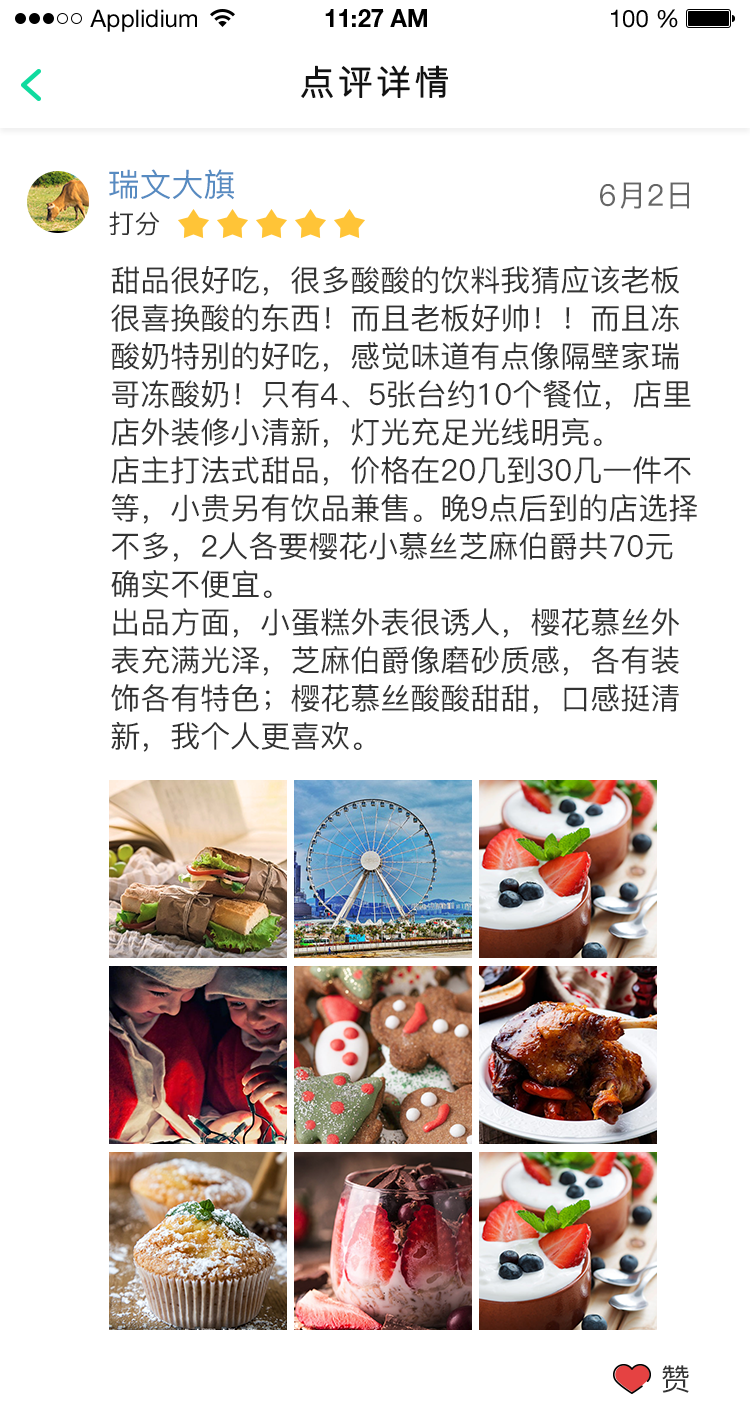 Applidium 11:27 AM 100 %
点评详情
瑞文大旗
6月2日
打分
甜品很好吃，很多酸酸的饮料我猜应该老板
很喜换酸的东西！而且老板好帅！！而且冻
酸奶特别的好吃，感觉味道有点像隔壁家瑞
哥冻酸奶！只有4、5张台约10个餐位，店里
店外装修小清新，灯光充足光线明亮。
店主打法式甜品，价格在20几到30几一件不
等，小贵另有饮品兼售。晚9点后到的店选择
不多，2人各要樱花小慕丝芝麻伯爵共70元
确实不便宜。
出品方面，小蛋糕外表很诱人，樱花慕丝外
表充满光泽，芝麻伯爵像磨砂质感，各有装
饰各有特色；樱花慕丝酸酸甜甜，口感挺清
新，我个人更喜欢。
赞